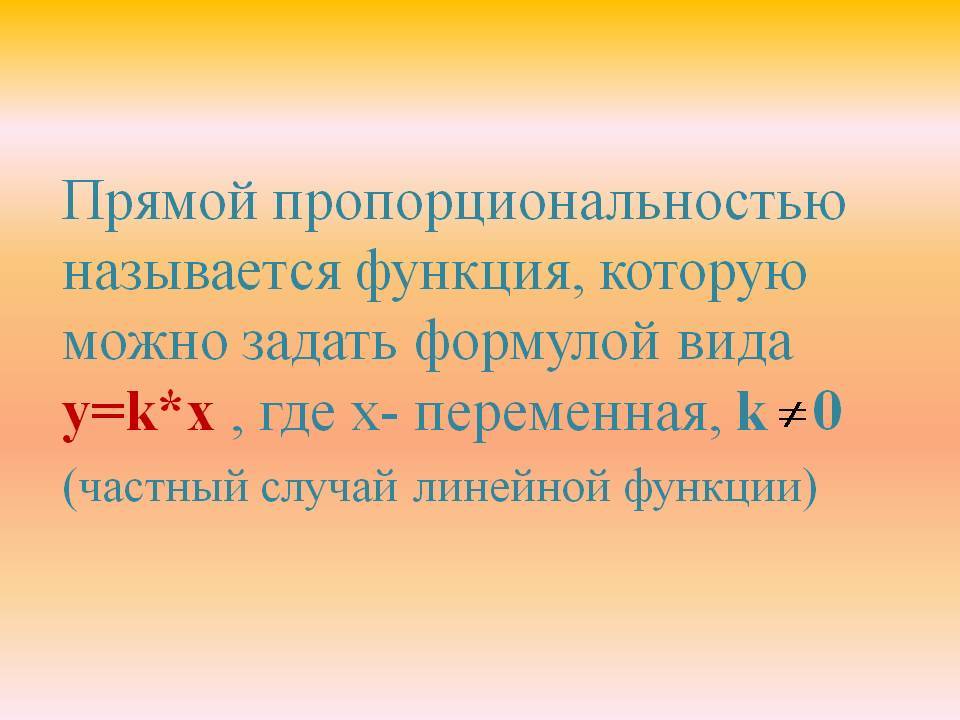 Прямой пропорциональностью
называется функция, которую
можно задать формулой вида
y=k*x , где x- переменная, k ≠ 0
(частный случай линейной функции)